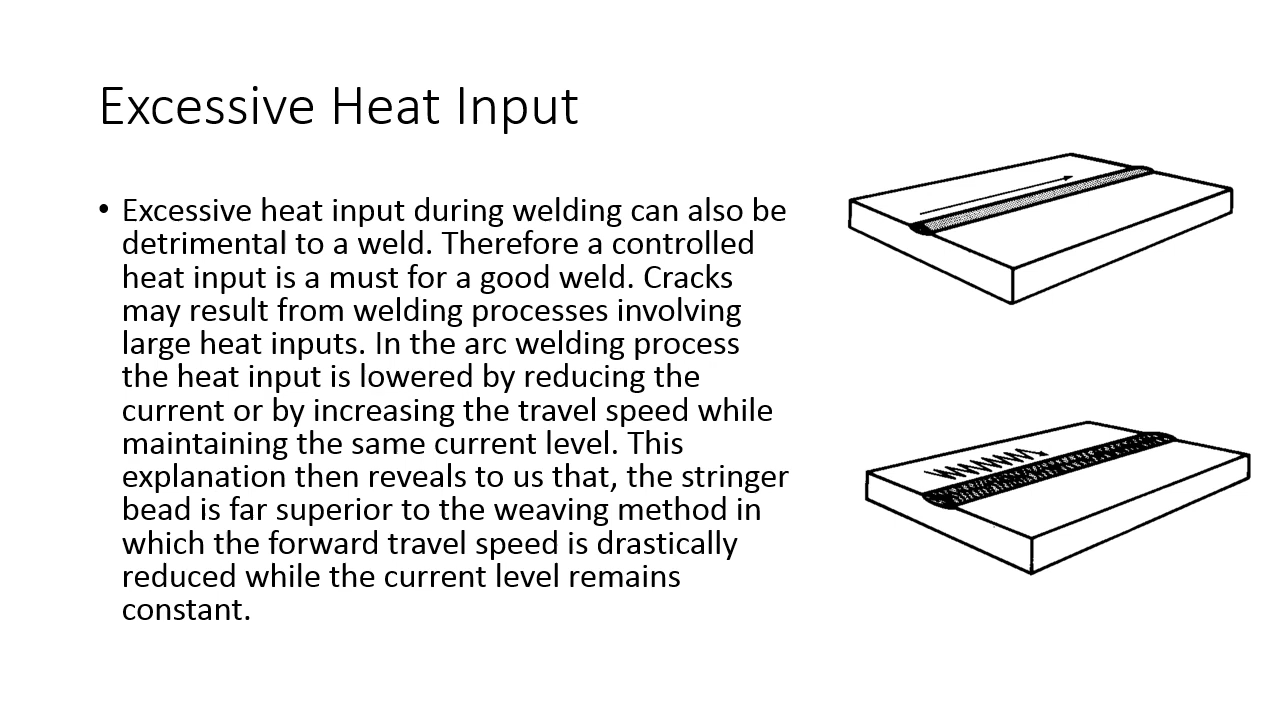 Excessive Heat Input
• Excessive heat input during welding can also be
detrimental to a weld. Therefore a controlled
heat input is a must for a good weld. Cracks
may result from welding processes involving
large heat inputs. In the arc welding process
the heat input is lowered by reducing the
current or by increasing the travel speed while
maintaining the same current level. This
explanation then reveals to us that, the stringer
bead is far superior to the weaving method in
which the forward travel speed is drastically
reduced while the current level remains
constant.